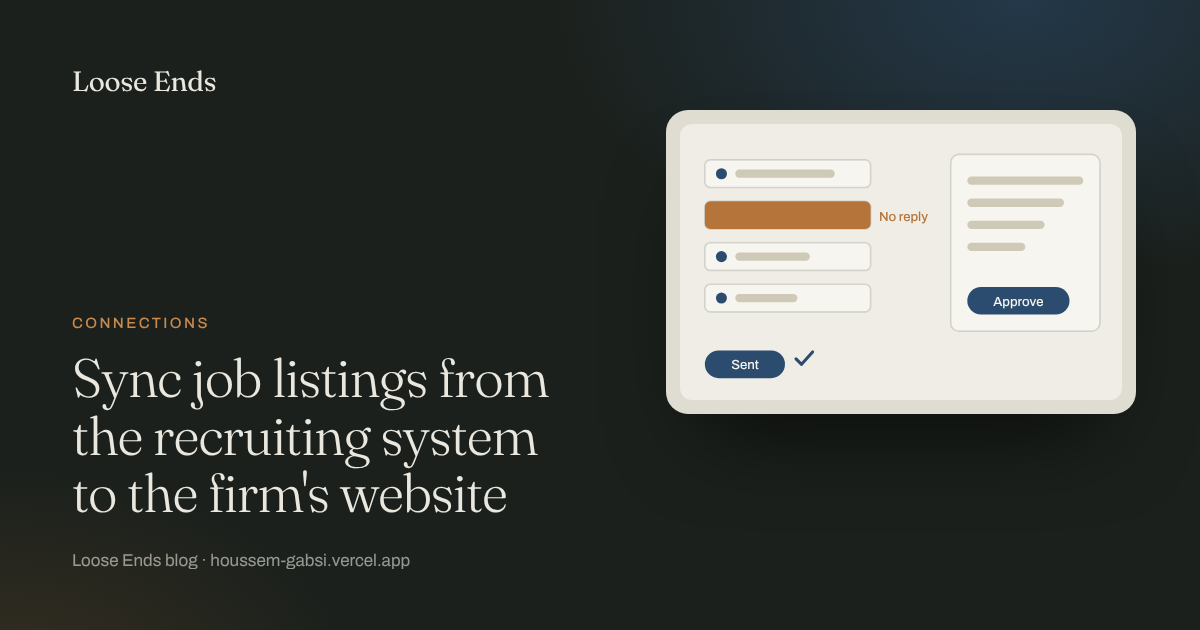 Loose Ends
CONNECTIONS
Sync job listings from
the recruiting system
to the firm's website
Loose Ends blog · houssem-gabsi.vercel.app
No reply
Approve
Sent